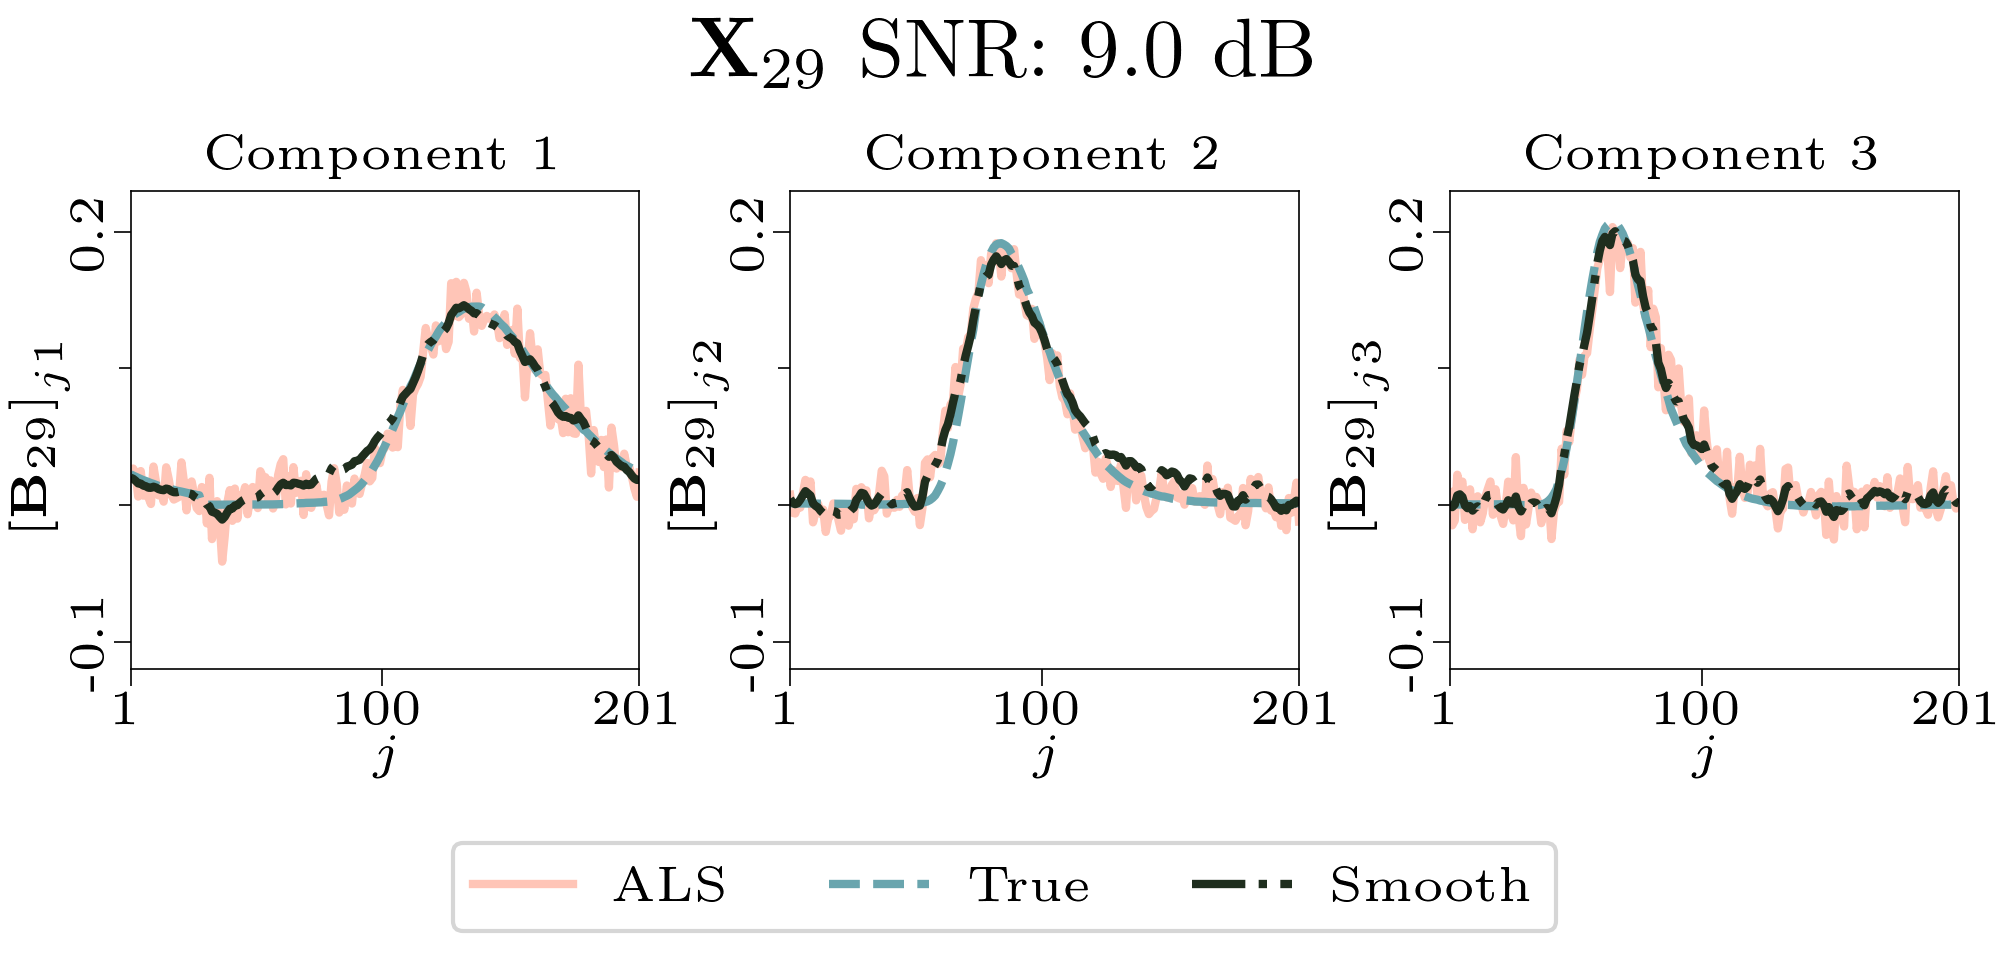 X₂₉ SNR: 9.0 dB
Component 1
Component 2
Component 3
[B₂₉]ⱼ₁
0.2
-0.1
1 100 201
j
[B₂₉]ⱼ₂
0.2
-0.1
1 100 201
j
[B₂₉]ⱼ₃
0.2
-0.1
1 100 201
j
ALS True Smooth